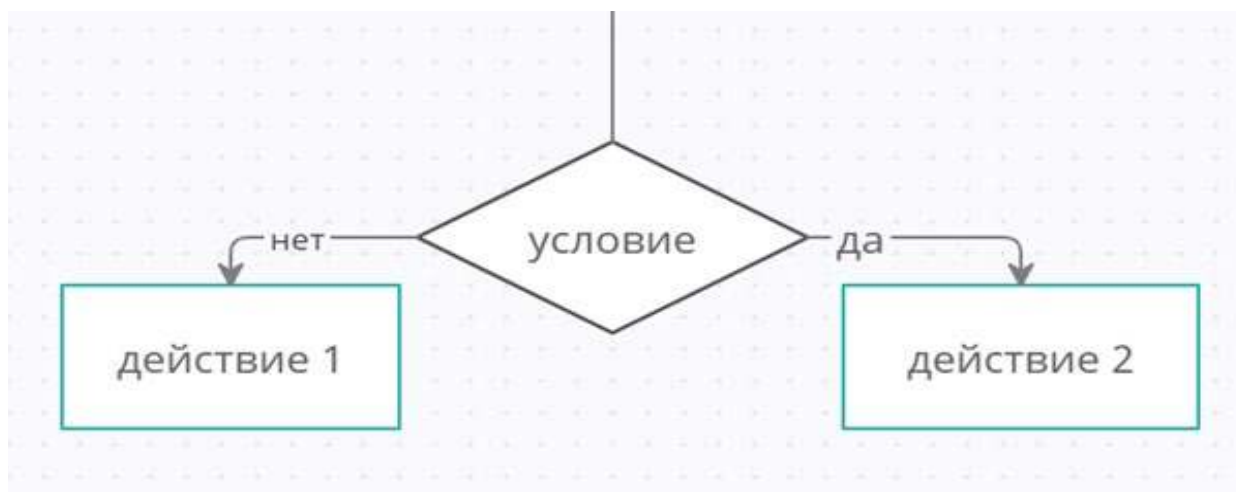 условие
нет
да
действие 1
действие 2